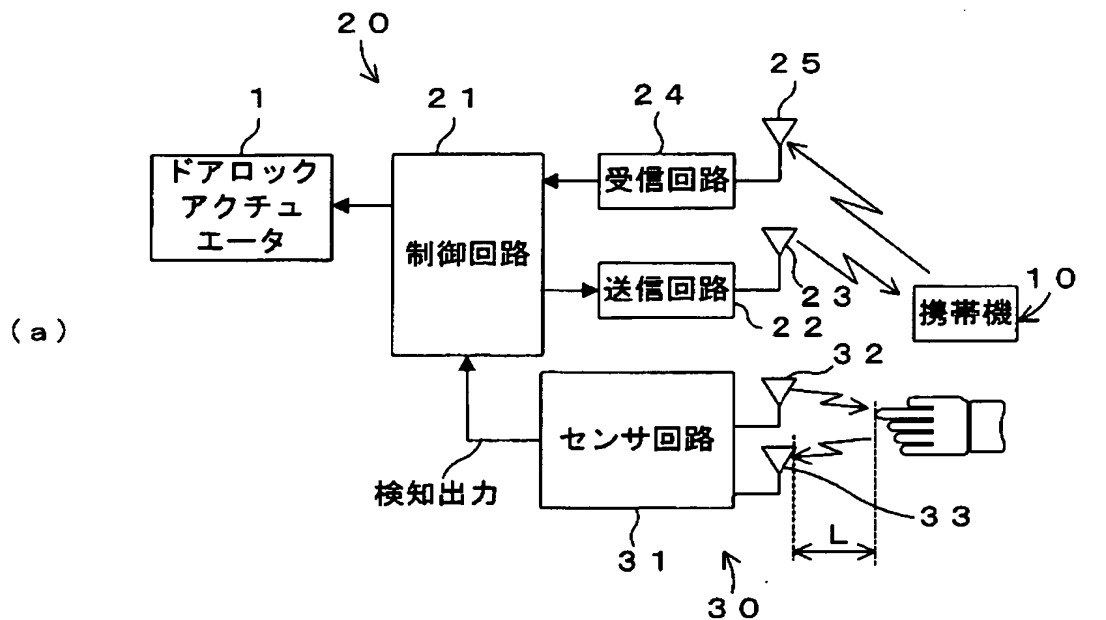 ２０
１
２１
２４
２５
ドアロック
アクチュ
エータ
受信回路
制御回路
送信回路
２３
２２
１０
携帯機
（ａ）
３２
センサ回路
検知出力
３３
Ｌ
３１
３０